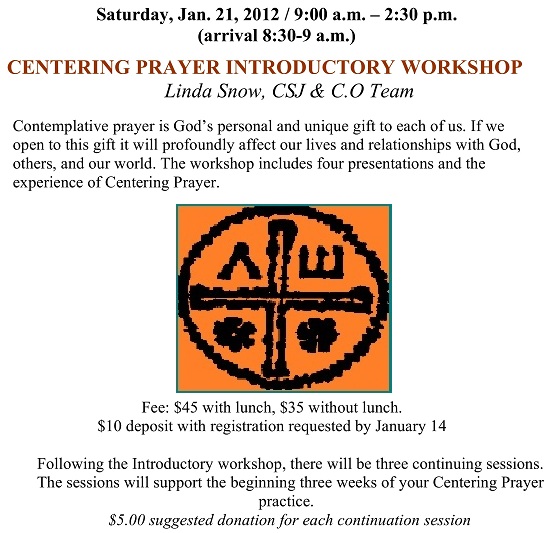 Saturday, Jan. 21, 2012 / 9:00 a.m. – 2:30 p.m.
(arrival 8:30-9 a.m.)
CENTERING PRAYER INTRODUCTORY WORKSHOP
Linda Snow, CSJ & C.O Team
Contemplative prayer is God’s personal and unique gift to each of us. If we
open to this gift it will profoundly affect our lives and relationships with God,
others, and our world. The workshop includes four presentations and the
experience of Centering Prayer.
Λ Ш
Fee: $45 with lunch, $35 without lunch.
$10 deposit with registration requested by January 14
Following the Introductory workshop, there will be three continuing sessions.
The sessions will support the beginning three weeks of your Centering Prayer
practice.
$5.00 suggested donation for each continuation session